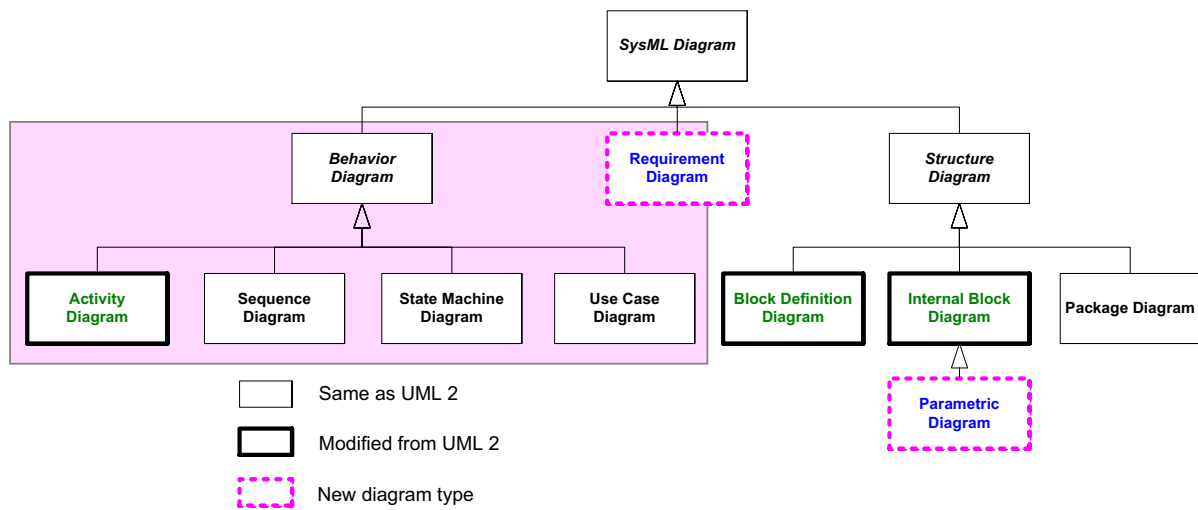 SysML Diagram
Behavior
Diagram
Requirement
Diagram
Structure
Diagram
Activity
Diagram
Sequence
Diagram
State Machine
Diagram
Use Case
Diagram
Block Definition
Diagram
Internal Block
Diagram
Package Diagram
Parametric
Diagram
Same as UML 2
Modified from UML 2
New diagram type